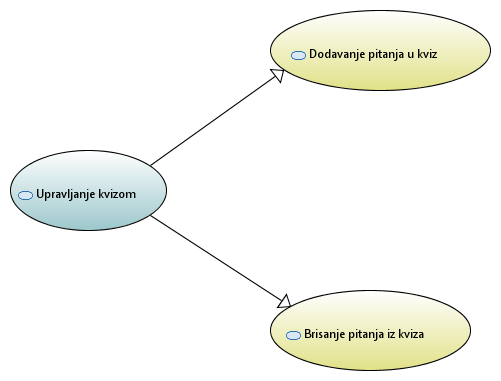 Dodavanje pitanja u kviz
Upravljanje kvizom
Brisanje pitanja iz kviza